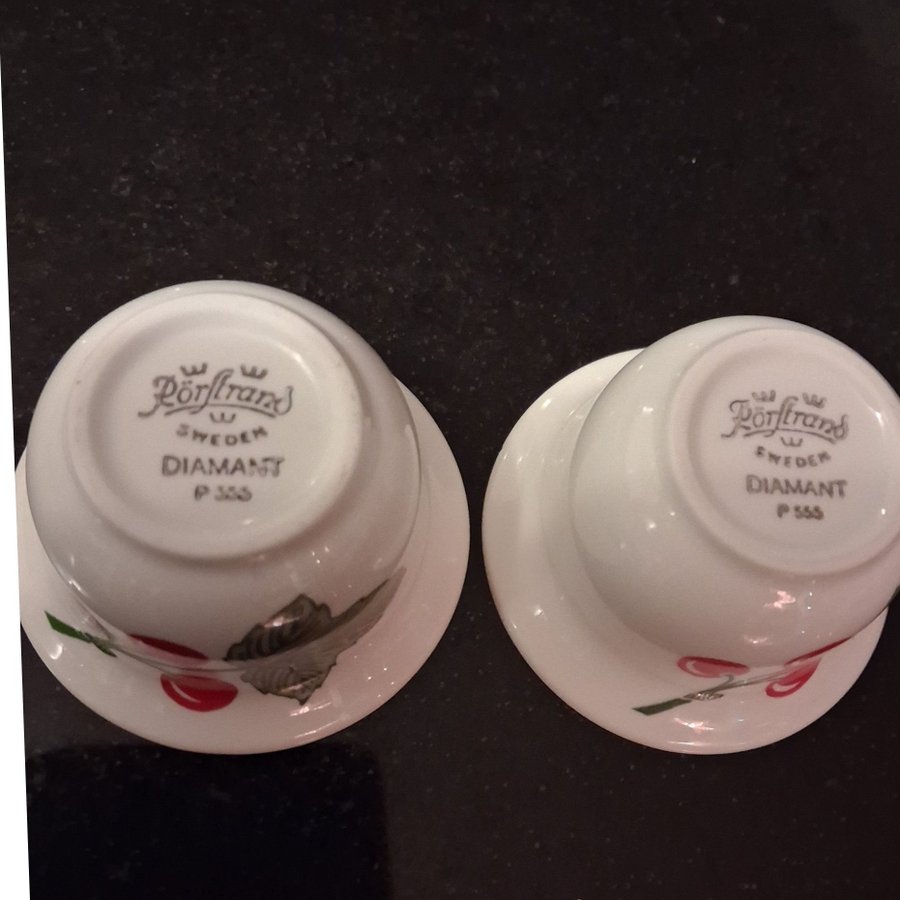 Rörstrand
SWEDEN
DIAMANT
P 555
Rörstrand
SWEDEN
DIAMANT
P 555